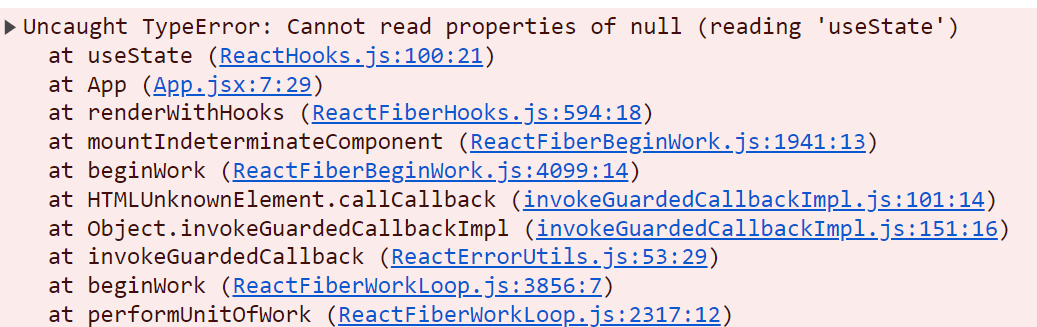 Uncaught TypeError: Cannot read properties of null (reading 'useState')
at useState (ReactHooks.js:100:21)
at App (App.jsx:7:29)
at renderWithHooks (ReactFiberHooks.js:594:18)
at mountIndeterminateComponent (ReactFiberBeginWork.js:1941:13)
at beginWork (ReactFiberBeginWork.js:4099:14)
at HTMLUnknownElement.callCallback (invokeGuardedCallbackImpl.js:101:14)
at Object.invokeGuardedCallbackImpl (invokeGuardedCallbackImpl.js:151:16)
at invokeGuardedCallback (ReactErrorUtils.js:53:29)
at beginWork (ReactFiberWorkLoop.js:3856:7)
at performUnitOfWork (ReactFiberWorkLoop.js:2317:12)